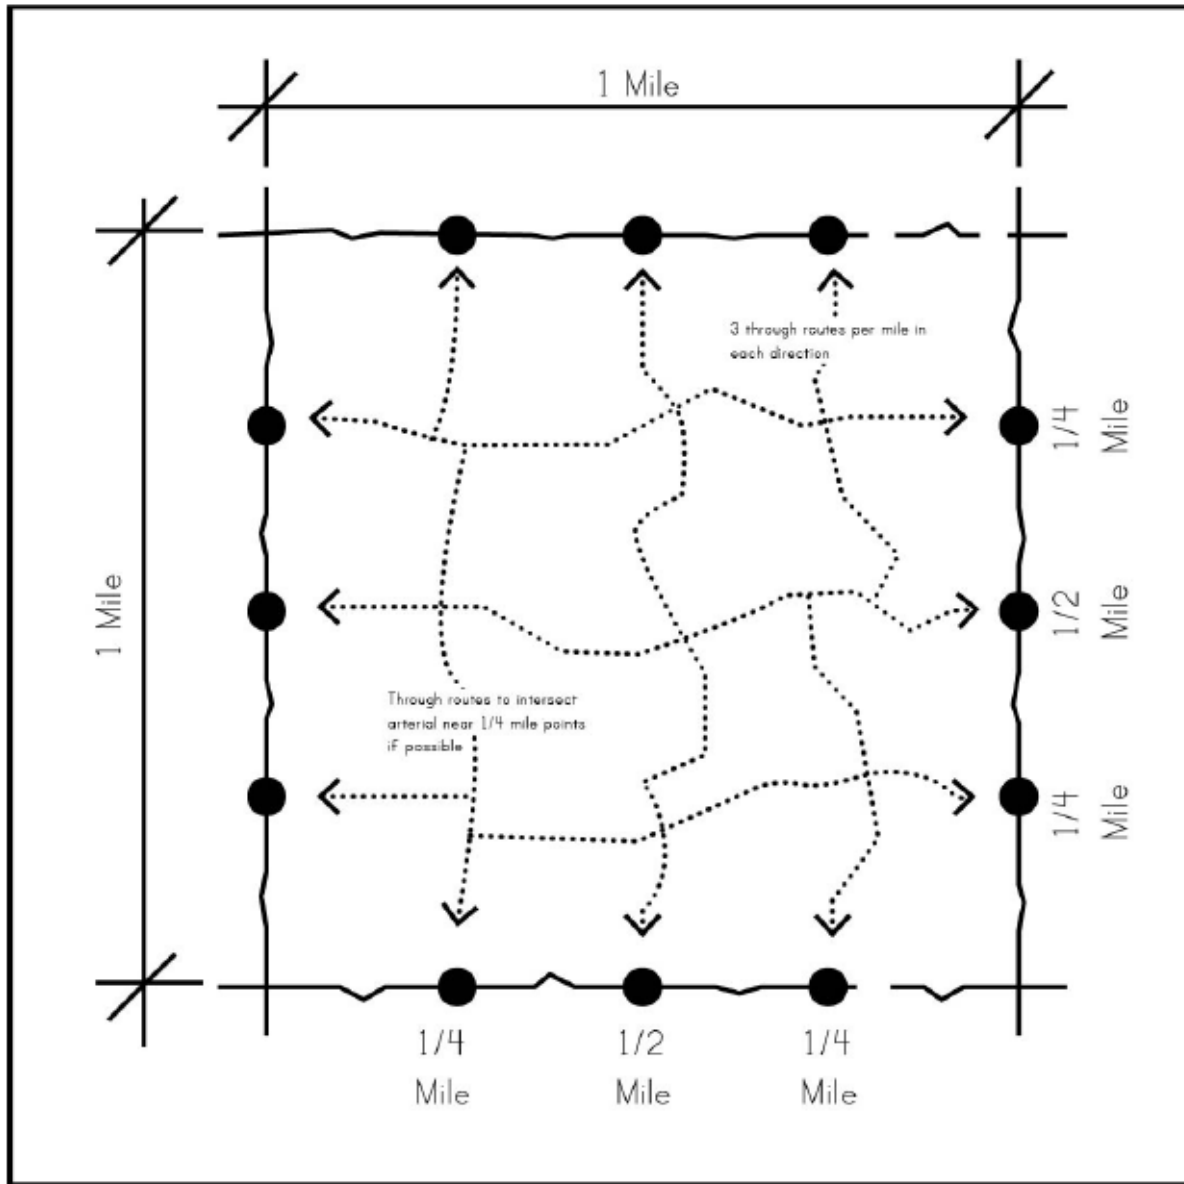 1 Mile
3 through routes per mile in
each direction
1/4
Mile
1 Mile
1/2
Mile
Through routes to intersect
arterial near 1/4 mile points
if possible
1/4
Mile
1/4
Mile
1/2
Mile
1/4
Mile